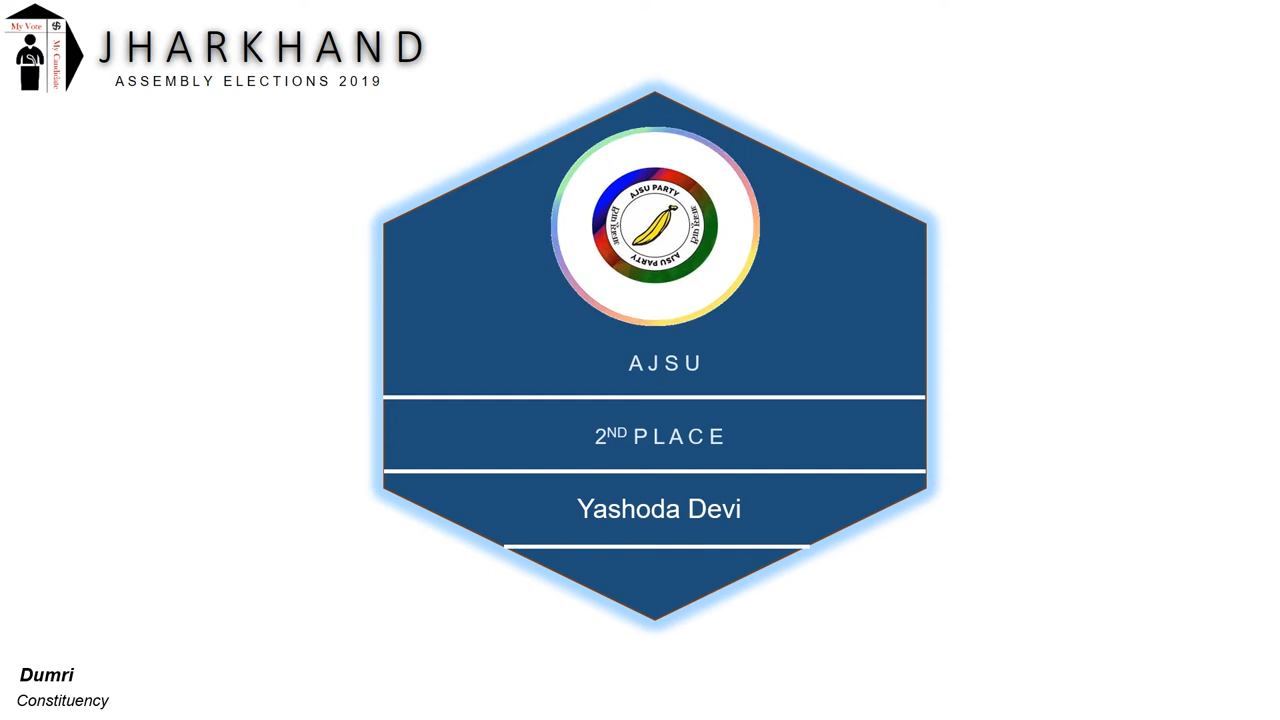 My Vote
My Candidate
JHARKHAND
ASSEMBLY ELECTIONS 2019
AJSU PARTY
AJSU PARTY
AJSU
2ND PLACE
Yashoda Devi
Dumri
Constituency